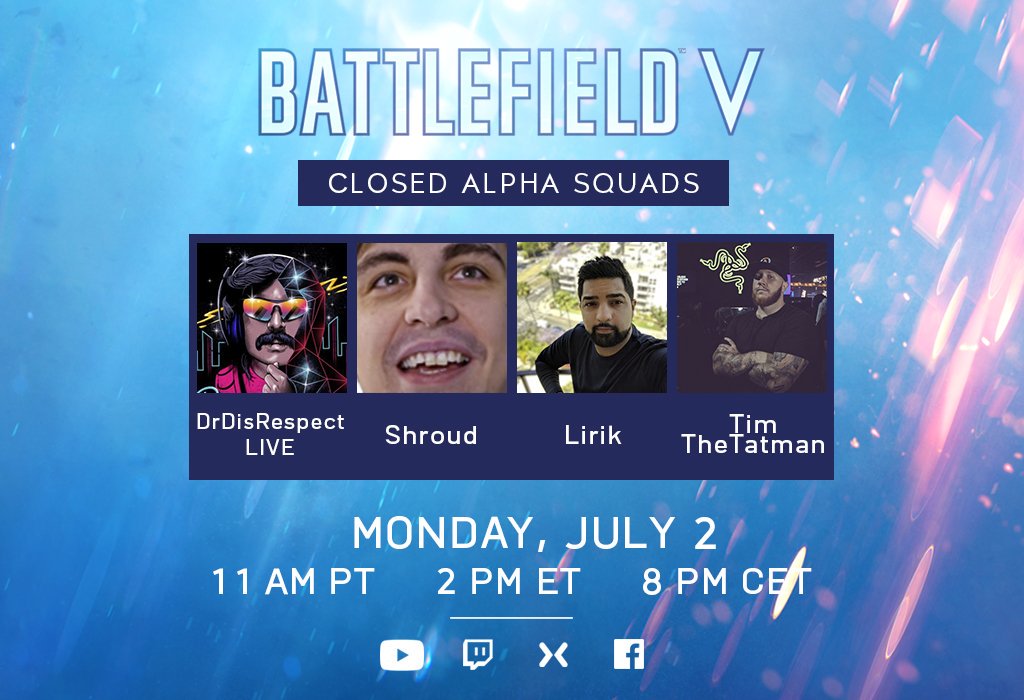 BATTLEFIELD™ V
CLOSED ALPHA SQUADS
DrDisRespect
LIVE
Shroud
Lirik
Tim
TheTatman
MONDAY, JULY 2
11 AM PT 2 PM ET 8 PM CET